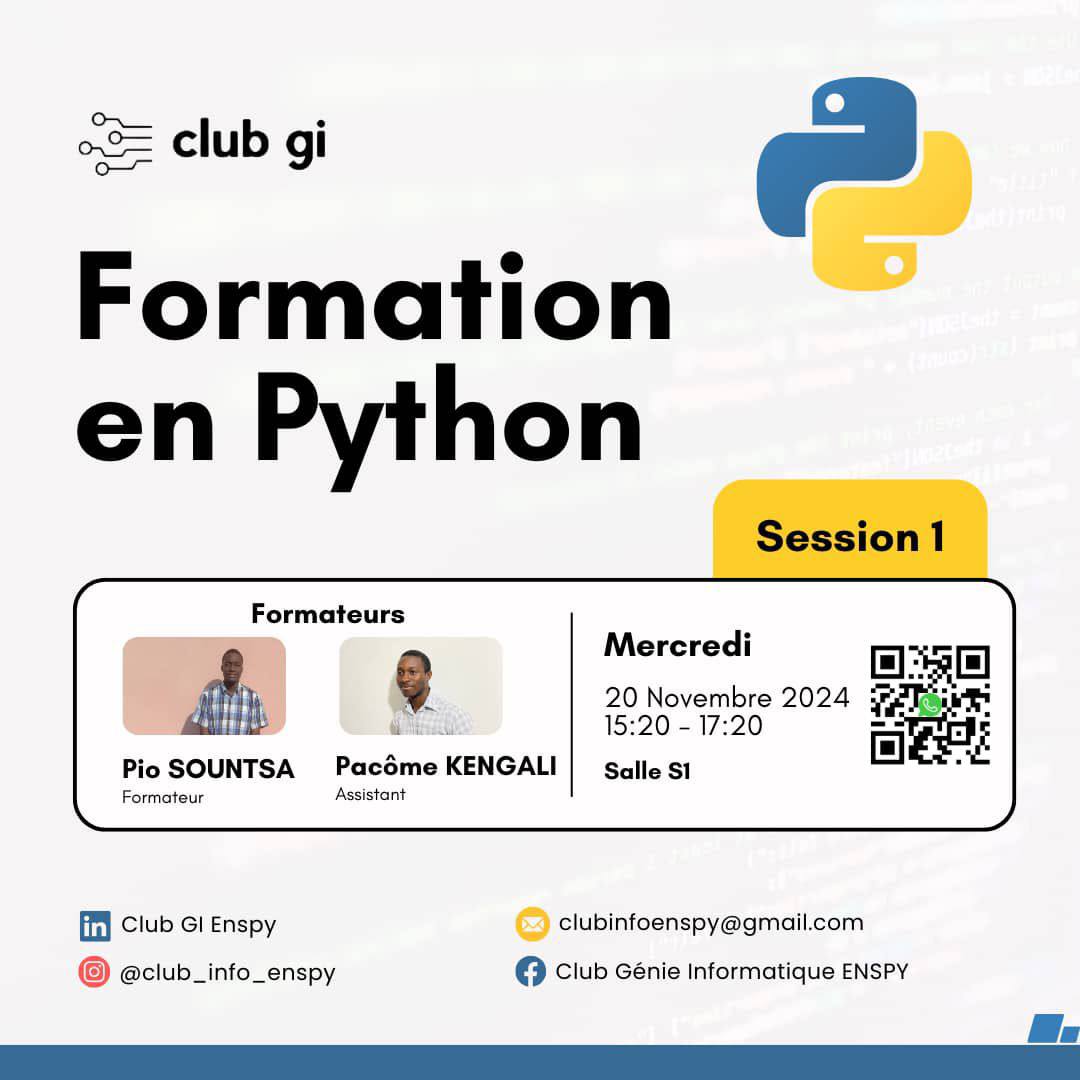 club gi
Formation
en Python
Session 1
Formateurs
Pio SOUNTSA
Formateur
Pacôme KENGALI
Assistant
Mercredi
20 Novembre 2024
15:20 - 17:20
Salle S1
Club GI Enspy
@club_info_enspy
clubinfoenspy@gmail.com
Club Génie Informatique ENSPY